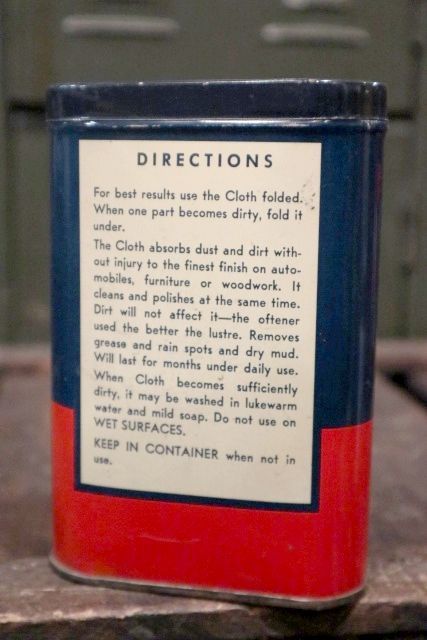 DIRECTIONS
For best results use the Cloth folded.
When one part becomes dirty, fold it
under.
The Cloth absorbs dust and dirt with-
out injury to the finest finish on auto-
mobiles, furniture or woodwork. It
cleans and polishes at the same time.
Dirt will not affect it—the oftener
used the better the lustre. Removes
grease and rain spots and dry mud.
Will last for months under daily use.
When Cloth becomes sufficiently
dirty, it may be washed in lukewarm
water and mild soap. Do not use on
WET SURFACES.
KEEP IN CONTAINER when not in
use.